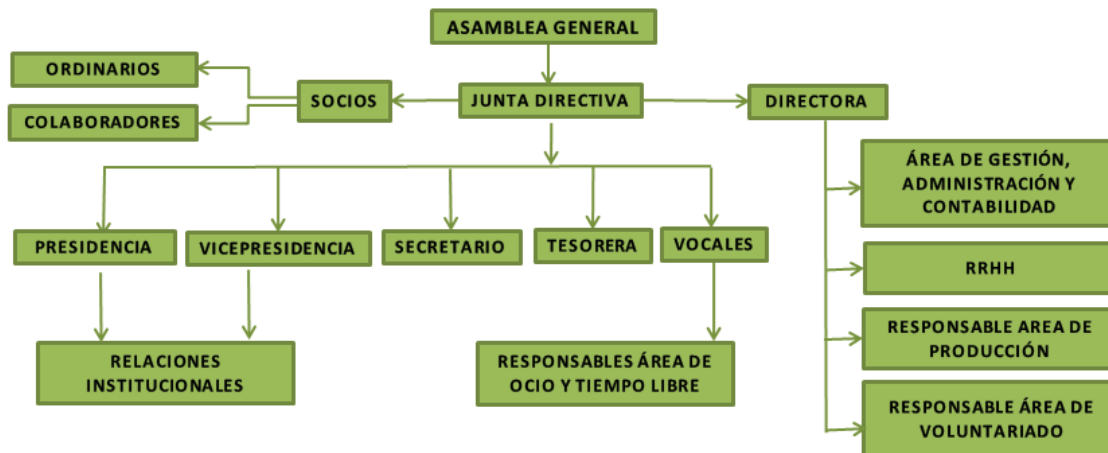 ASAMBLEA GENERAL
ORDINARIOS
COLABORADORES
SOCIOS
JUNTA DIRECTIVA
DIRECTORA
PRESIDENCIA
VICEPRESIDENCIA
SECRETARIO
TESORERA
VOCALES
RELACIONES
INSTITUCIONALES
RESPONSABLES ÁREA DE
OCIO Y TIEMPO LIBRE
ÁREA DE GESTIÓN,
ADMINISTRACIÓN Y
CONTABILIDAD
RRHH
RESPONSABLE AREA DE
PRODUCCIÓN
RESPONSABLE ÁREA DE
VOLUNTARIADO